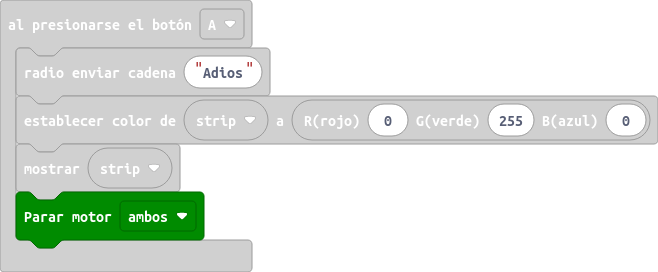 al presionarse el botón A
radio enviar cadena "Adios"
establecer color de strip a R(rojo) 0 G(verde) 255 B(azul) 0
mostrar strip
Parar motor ambos